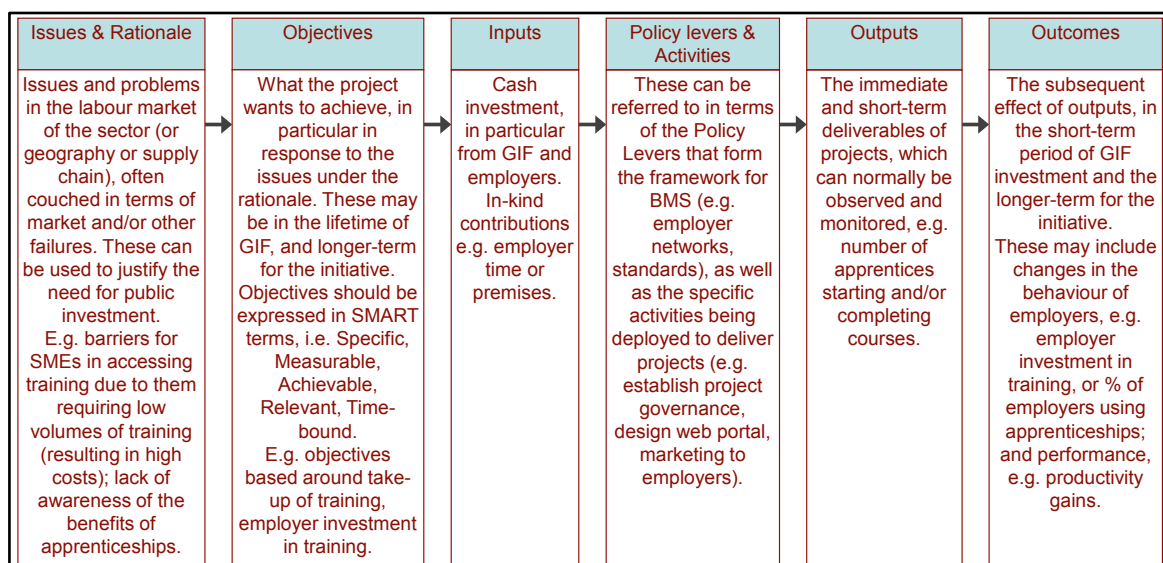 Issues & Rationale
Issues and problems
in the labour market
of the sector (or
geography or supply
chain), often
couched in terms of
market and/or other
failures. These can
be used to justify the
need for public
investment.
E.g. barriers for
SMEs in accessing
training due to them
requiring low
volumes of training
(resulting in high
costs); lack of
awareness of the
benefits of
apprenticeships.
Objectives
What the project
wants to achieve, in
particular in
response to the
issues under the
rationale. These may
be in the lifetime of
GIF, and longer-term
for the initiative.
Objectives should be
expressed in SMART
terms, i.e. Specific,
Measurable,
Achievable,
Relevant, Time-
bound.
E.g. objectives
based around take-
up of training,
employer investment
in training.
Inputs
Cash
investment,
in particular
from GIF and
employers.
In-kind
contributions
e.g. employer
time or
premises.
Policy levers &
Activities
These can be
referred to in terms
of the Policy
Levers that form
the framework for
BMS (e.g.
employer
networks,
standards), as well
as the specific
activities being
deployed to deliver
projects (e.g.
establish project
governance,
design web portal,
marketing to
employers).
Outputs
The immediate
and short-term
deliverables of
projects, which
can normally be
observed and
monitored, e.g.
number of
apprentices
starting and/or
completing
courses.
Outcomes
The subsequent
effect of outputs, in
the short-term
period of GIF
investment and the
longer-term for the
initiative.
These may include
changes in the
behaviour of
employers, e.g.
employer
investment in
training, or % of
employers using
apprenticeships;
and performance,
e.g. productivity
gains.